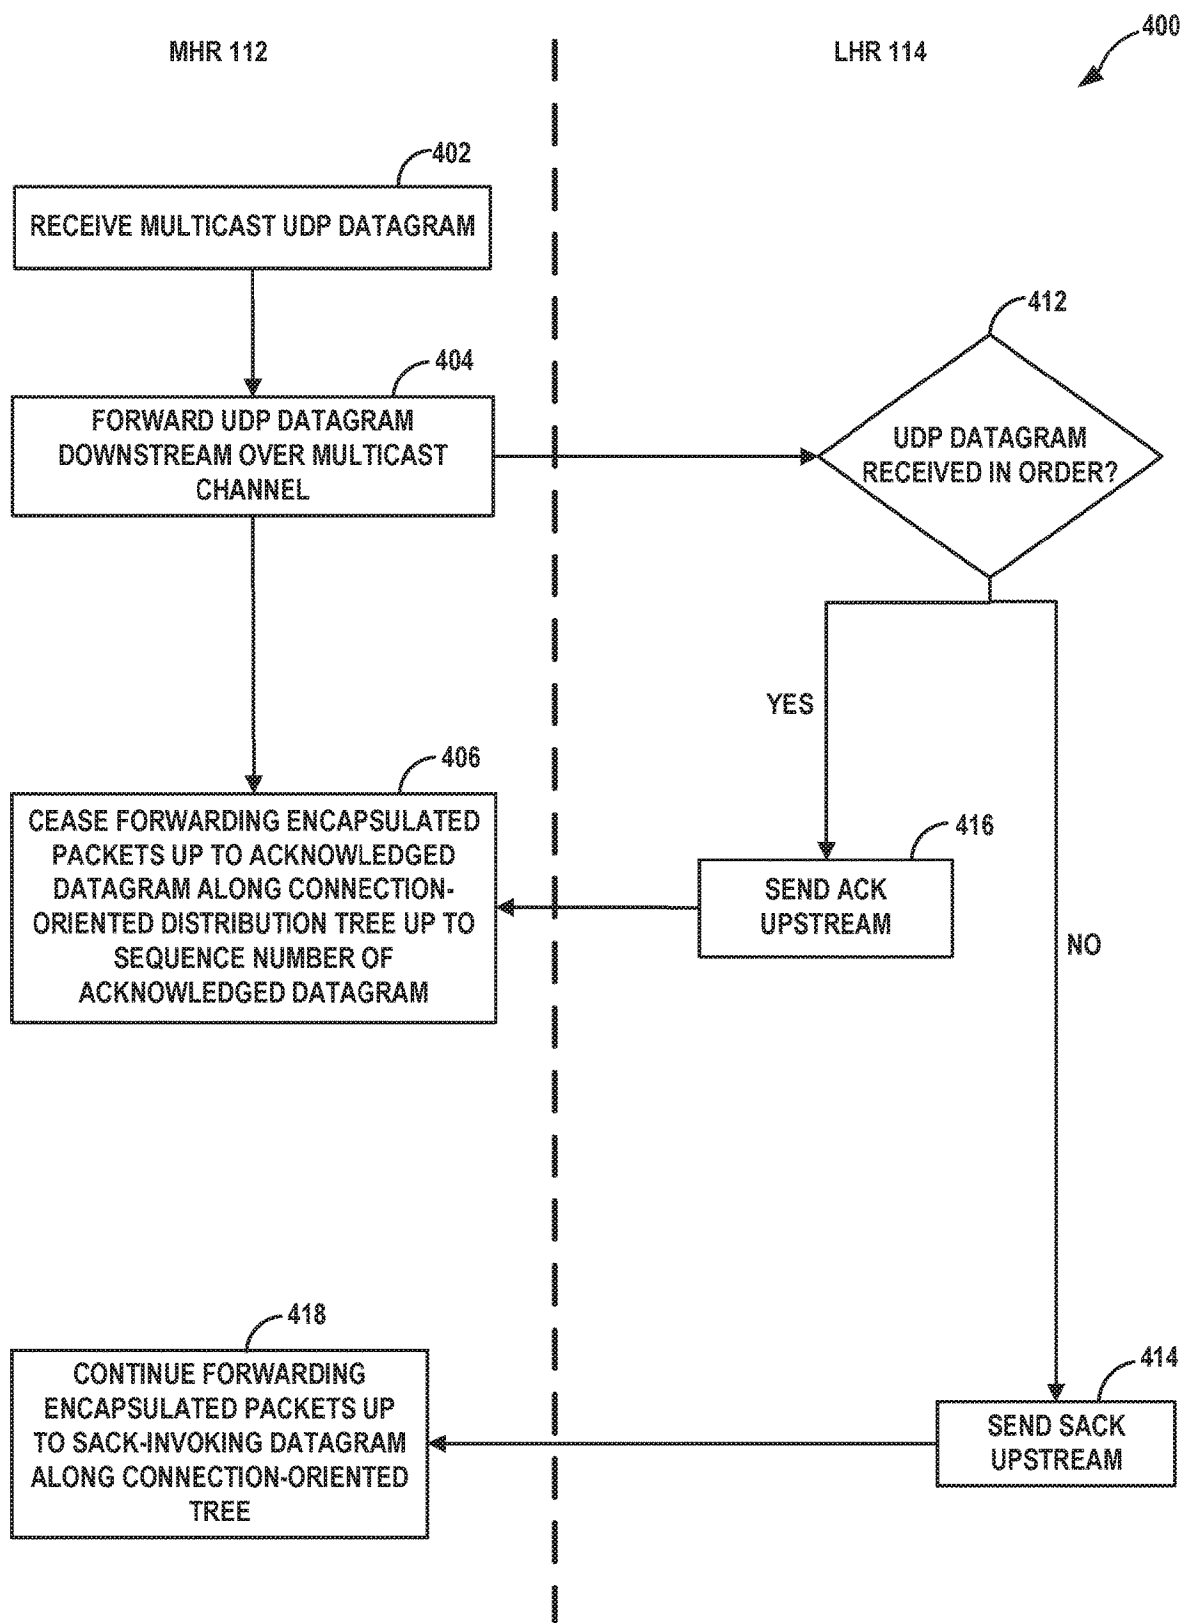 400
MHR 112
LHR 114
402
RECEIVE MULTICAST UDP DATAGRAM
404
FORWARD UDP DATAGRAM
DOWNSTREAM OVER MULTICAST
CHANNEL
412
UDP DATAGRAM
RECEIVED IN ORDER?
YES
NO
406
CEASE FORWARDING ENCAPSULATED
PACKETS UP TO ACKNOWLEDGED
DATAGRAM ALONG CONNECTION-
ORIENTED DISTRIBUTION TREE UP TO
SEQUENCE NUMBER OF
ACKNOWLEDGED DATAGRAM
416
SEND ACK
UPSTREAM
418
CONTINUE FORWARDING
ENCAPSULATED PACKETS UP
TO SACK-INVOKING DATAGRAM
ALONG CONNECTION-ORIENTED
TREE
414
SEND SACK
UPSTREAM